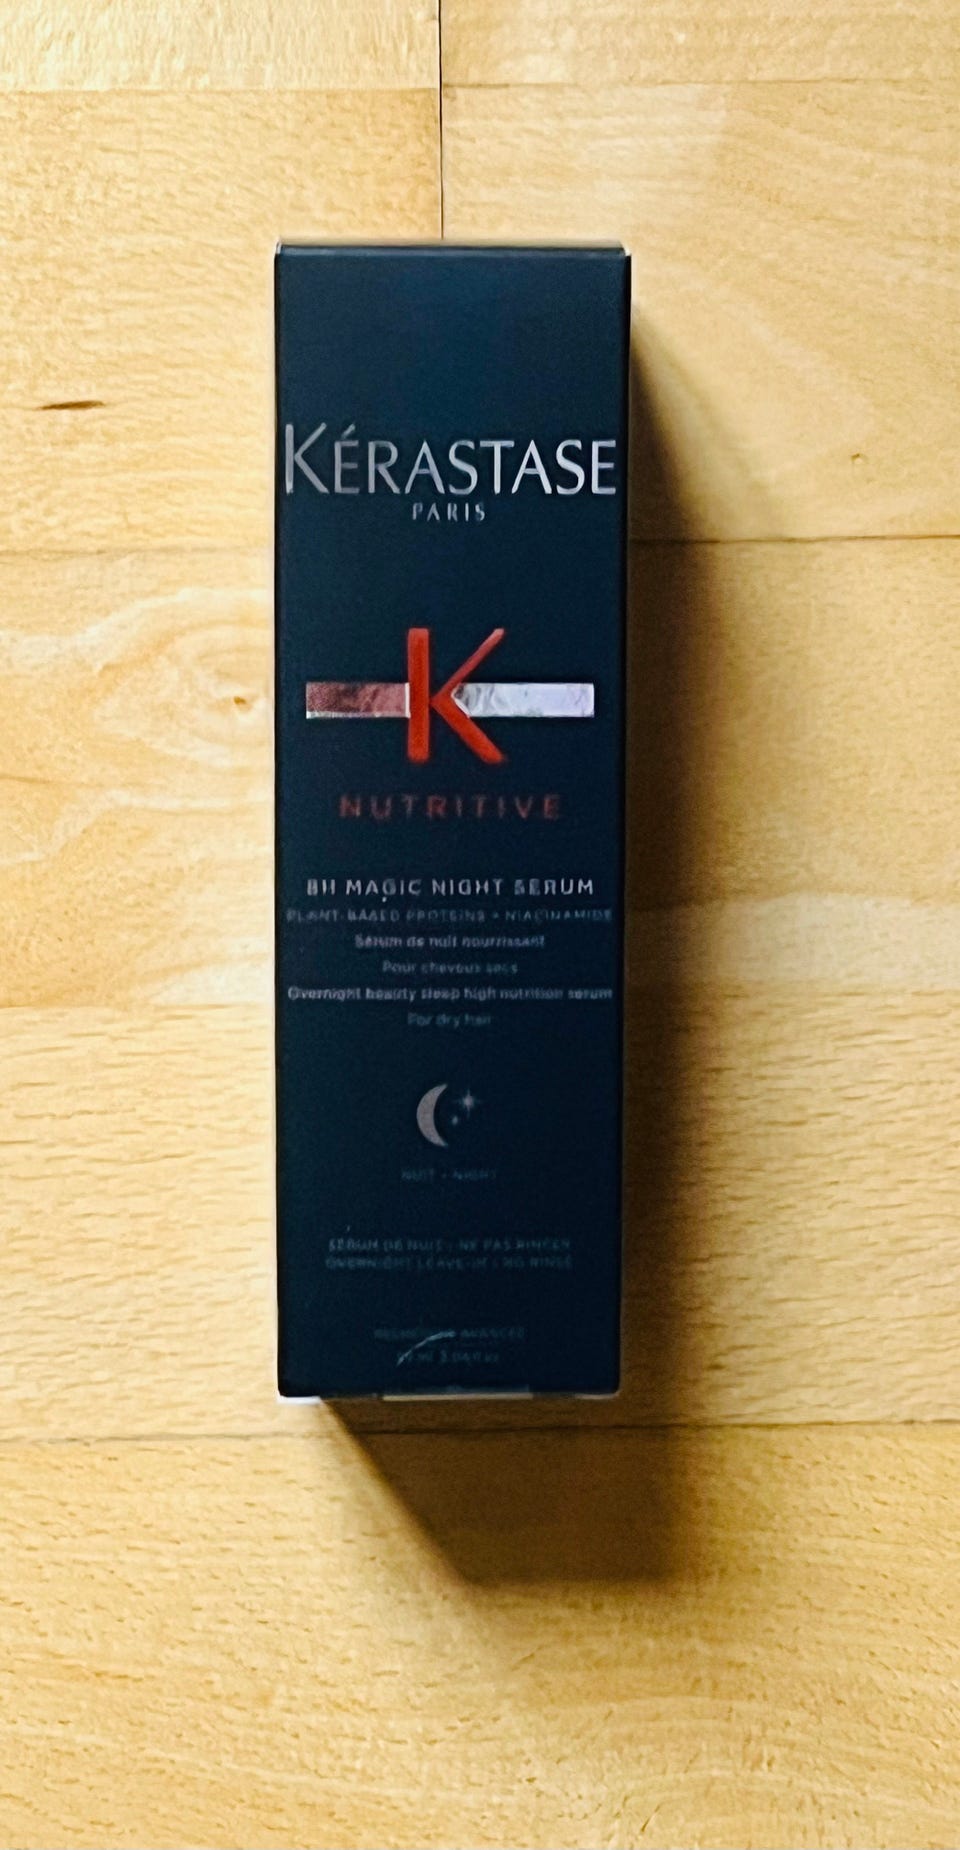 KÉRASTASE
PARIS
K
NUTRITIVE
8H MAGIC NIGHT SERUM
PLANT-BASED PROTEINS + NIACINAMIDE
Sérum de nuit nourrissant
Pour cheveux secs
Overnight beauty sleep high nutrition serum
For dry hair
NUIT - NIGHT
SÉRUM DE NUIT - NE PAS RINCER
OVERNIGHT LEAVE-IN - NO RINSE
AVANCÉE